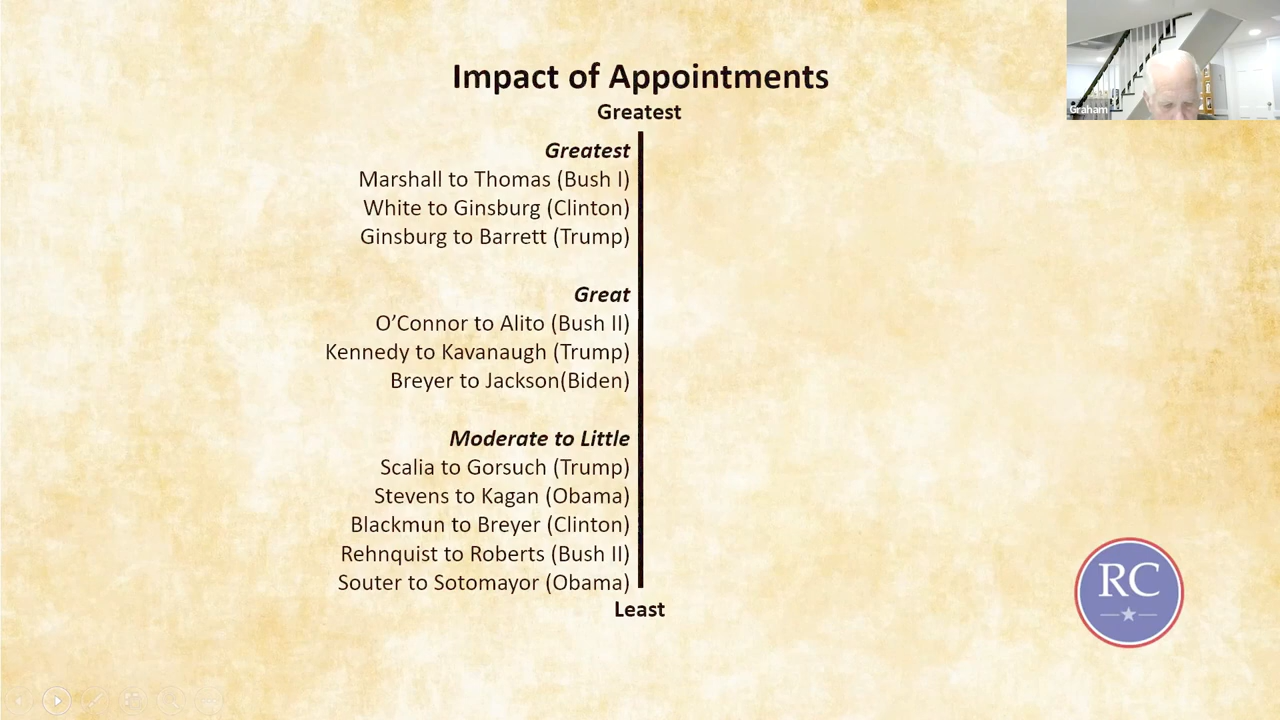 Impact of Appointments
Greatest
Greatest
Marshall to Thomas (Bush I)
White to Ginsburg (Clinton)
Ginsburg to Barrett (Trump)
Great
O’Connor to Alito (Bush II)
Kennedy to Kavanaugh (Trump)
Breyer to Jackson(Biden)
Moderate to Little
Scalia to Gorsuch (Trump)
Stevens to Kagan (Obama)
Blackmun to Breyer (Clinton)
Rehnquist to Roberts (Bush II)
Souter to Sotomayor (Obama)
Least
Graham
RC